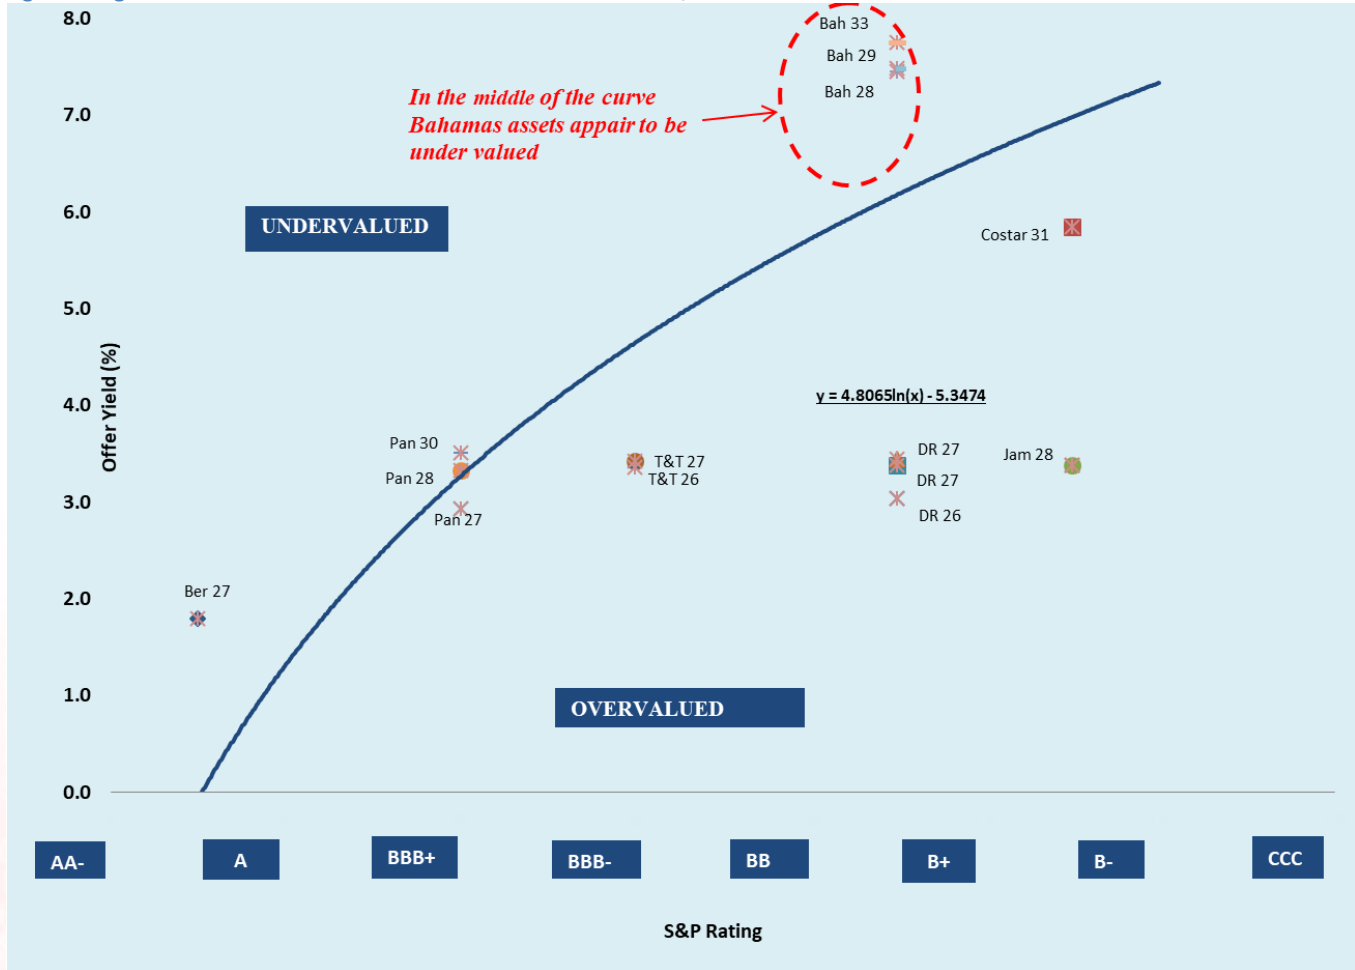 8.0
Bah 33
Bah 29
Bah 28
In the middle of the curve
Bahamas assets appair to be
under valued
7.0
6.0
UNDERVALUED
Costar 31
5.0
Offer Yield (%)
4.0
y = 4.8065ln(x) - 5.3474
Pan 30
Pan 28
Pan 27
T&T 27
T&T 26
DR 27
DR 27
DR 26
Jam 28
3.0
2.0
Ber 27
1.0
OVERVALUED
0.0
AA-
A
BBB+
BBB-
BB
B+
B-
CCC
S&P Rating